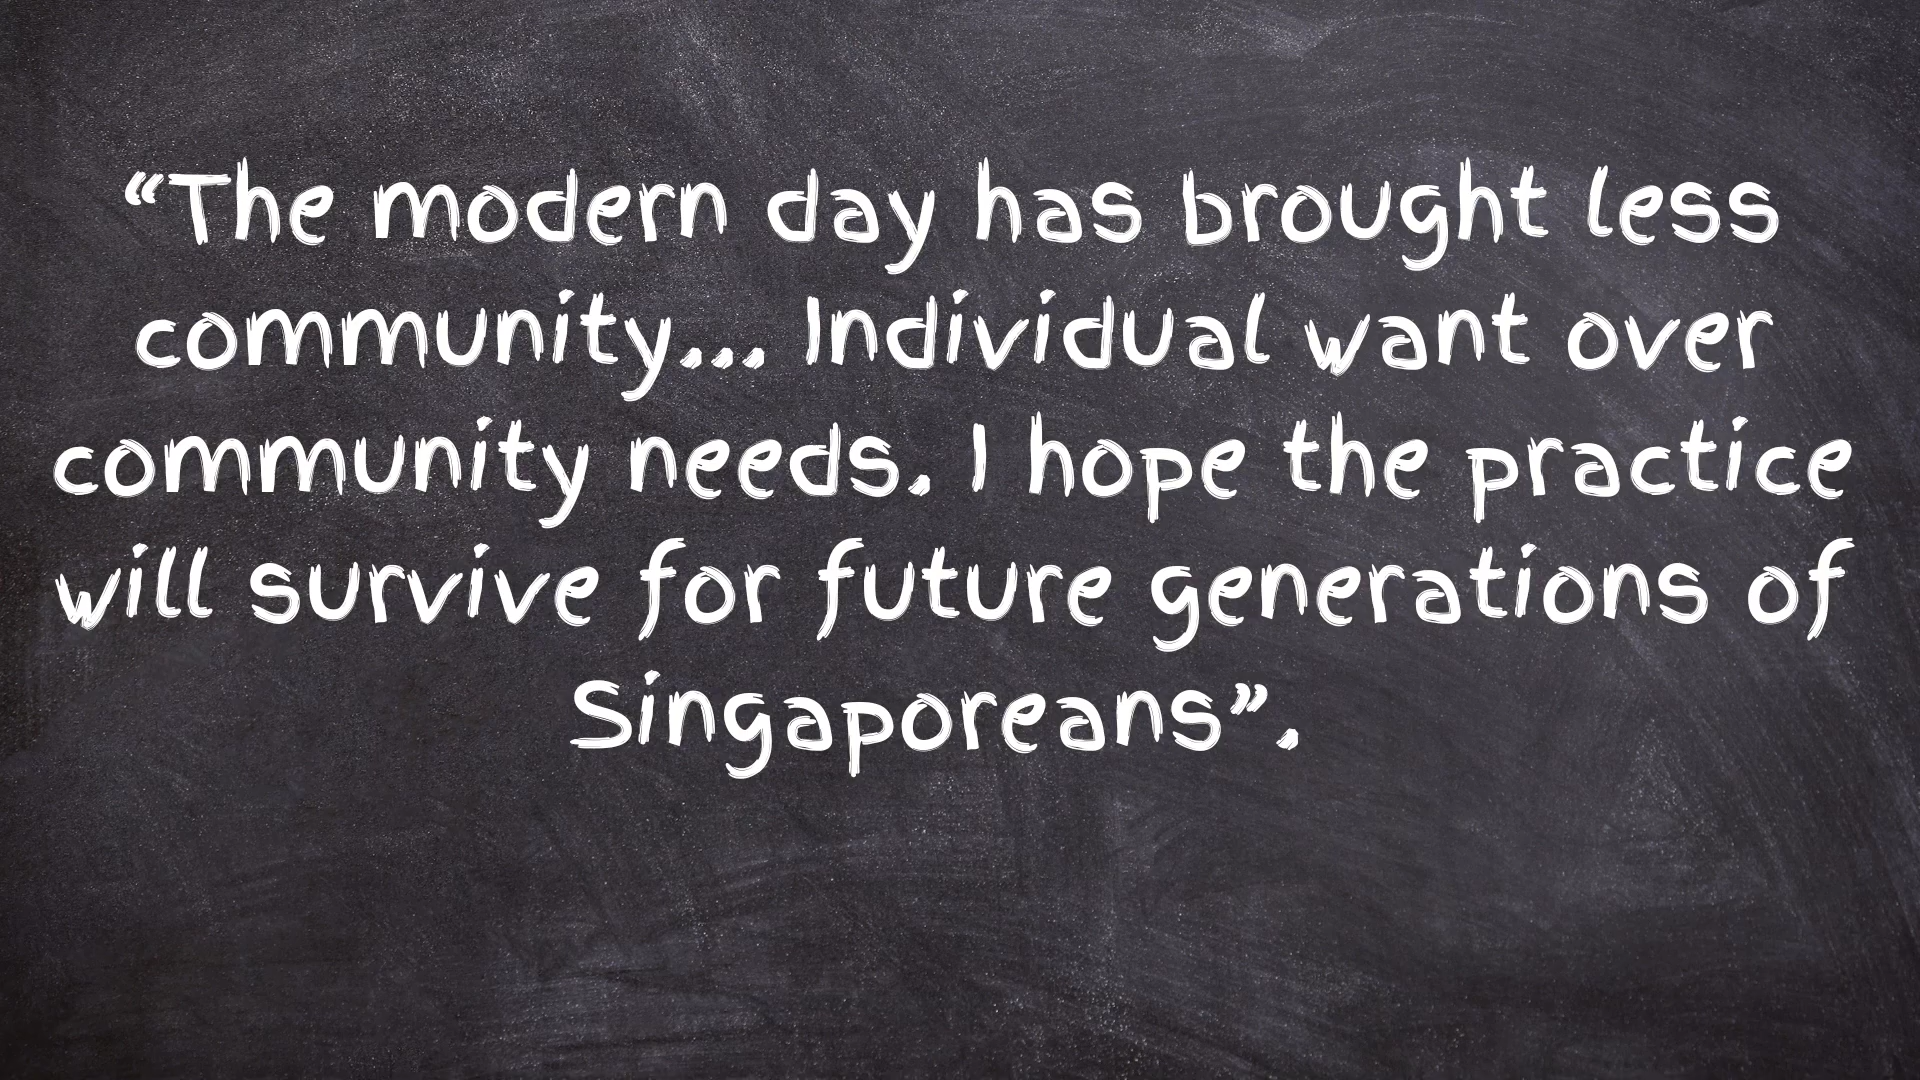 “The modern day has brought less
community... Individual want over
community needs. I hope the practice
will survive for future generations of
Singaporeans”.